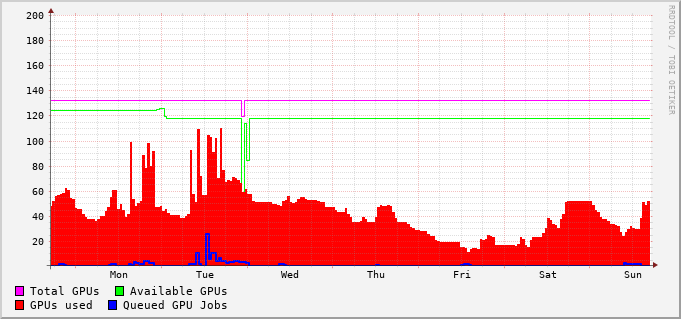 200
180
160
140
120
100
80
60
40
20
Mon Tue Wed Thu Fri Sat Sun
Total GPUs Available GPUs
GPUs used Queued GPU Jobs
RRDTOOL / TOBI OETIKER